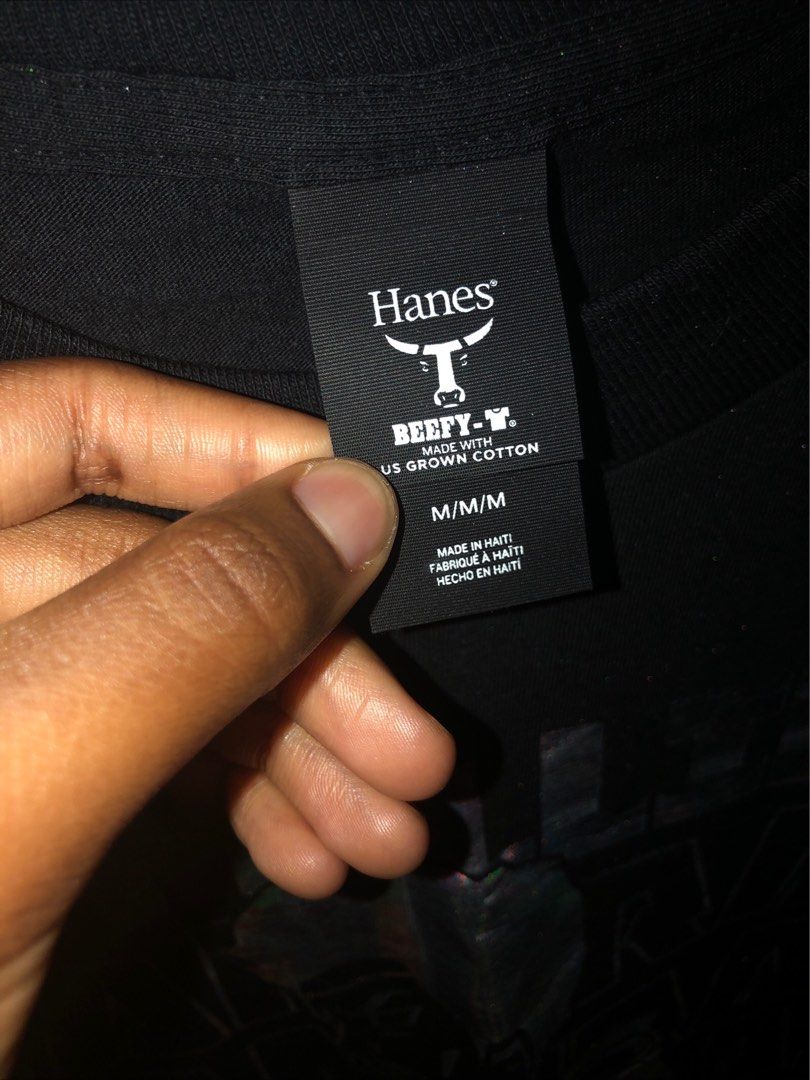 Hanes®
BEEFY-T®
MADE WITH
US GROWN COTTON
M/M/M
MADE IN HAITI
FABRIQUÉ À HAÏTI
HECHO EN HAITÍ